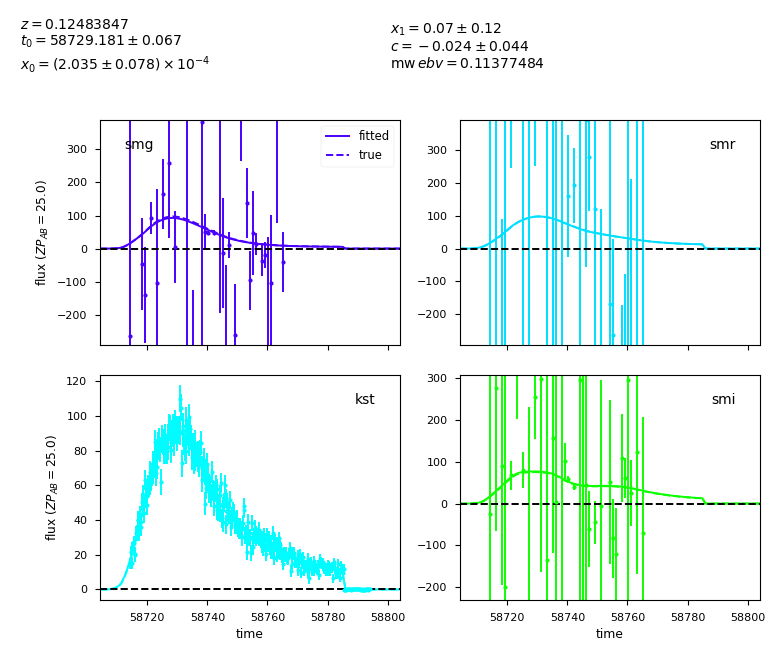 z = 0.12483847
t₀ = 58729.181 ± 0.067
x₀ = (2.035 ± 0.078) × 10⁻⁴
x₁ = 0.07 ± 0.12
c = −0.024 ± 0.044
mw ebv = 0.11377484
smg
fitted
true
300
200
100
0
−100
−200
flux (ZP_AB = 25.0)
smr
300
200
100
0
−100
−200
kst
120
100
80
60
40
20
0
flux (ZP_AB = 25.0)
58720 58740 58760 58780 58800
time
smi
300
200
100
0
−100
−200
58720 58740 58760 58780 58800
time